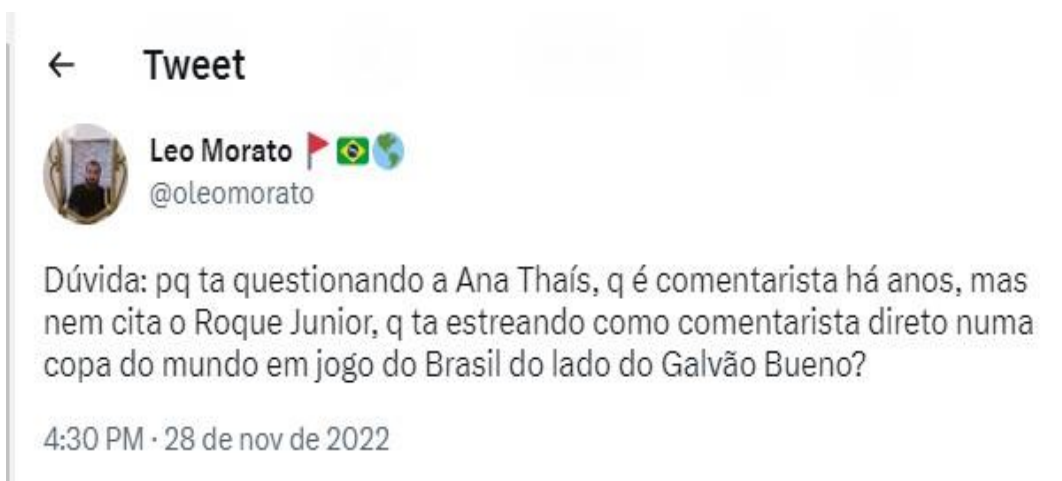 ← Tweet
Leo Morato 🚩🇧🇷🌎
@oleomorato
Dúvida: pq ta questionando a Ana Thaís, q é comentarista há anos, mas
nem cita o Roque Junior, q ta estreando como comentarista direto numa
copa do mundo em jogo do Brasil do lado do Galvão Bueno?
4:30 PM · 28 de nov de 2022